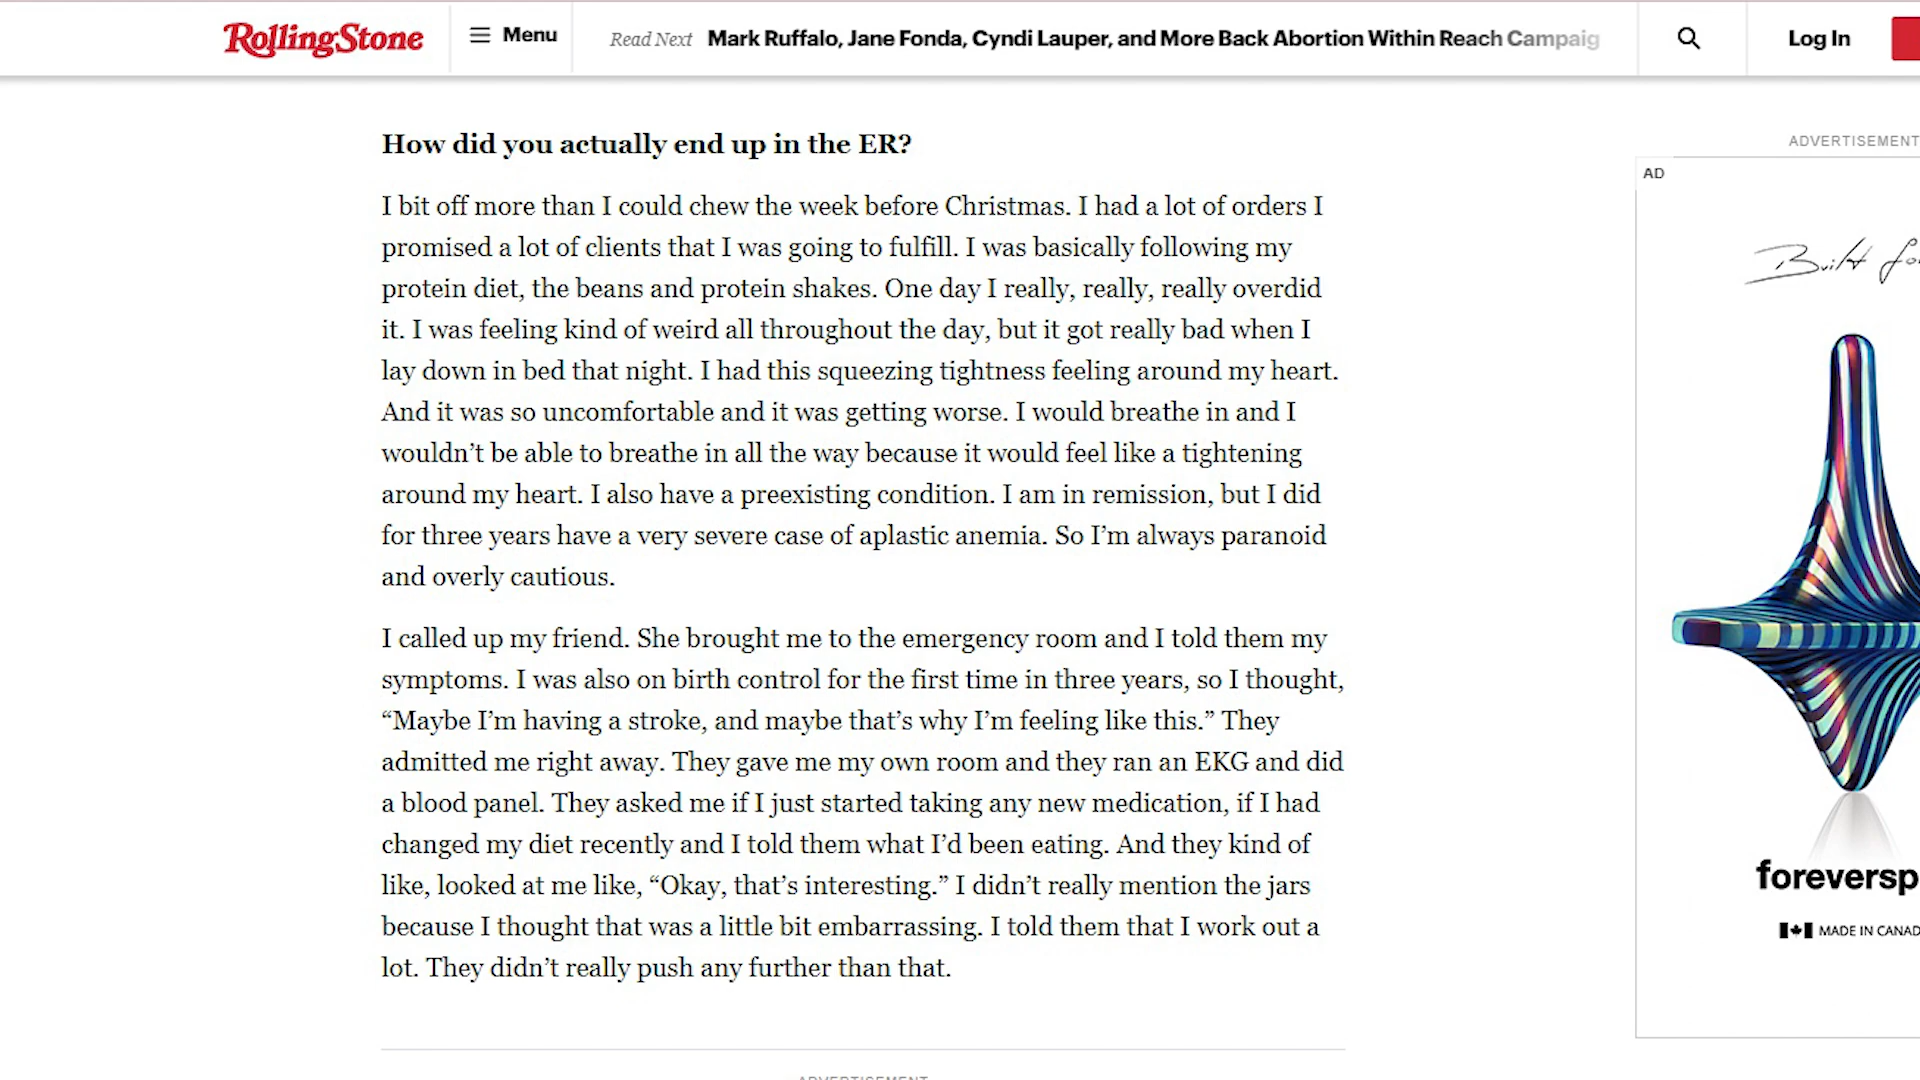 RollingStone
Menu
Read Next Mark Ruffalo, Jane Fonda, Cyndi Lauper, and More Back Abortion Within Reach Campaig
Log In
How did you actually end up in the ER?
I bit off more than I could chew the week before Christmas. I had a lot of orders I
promised a lot of clients that I was going to fulfill. I was basically following my
protein diet, the beans and protein shakes. One day I really, really, really overdid
it. I was feeling kind of weird all throughout the day, but it got really bad when I
lay down in bed that night. I had this squeezing tightness feeling around my heart.
And it was so uncomfortable and it was getting worse. I would breathe in and I
wouldn’t be able to breathe in all the way because it would feel like a tightening
around my heart. I also have a preexisting condition. I am in remission, but I did
for three years have a very severe case of aplastic anemia. So I’m always paranoid
and overly cautious.
I called up my friend. She brought me to the emergency room and I told them my
symptoms. I was also on birth control for the first time in three years, so I thought,
“Maybe I’m having a stroke, and maybe that’s why I’m feeling like this.” They
admitted me right away. They gave me my own room and they ran an EKG and did
a blood panel. They asked me if I just started taking any new medication, if I had
changed my diet recently and I told them what I’d been eating. And they kind of
like, looked at me like, “Okay, that’s interesting.” I didn’t really mention the jars
because I thought that was a little bit embarrassing. I told them that I work out a
lot. They didn’t really push any further than that.
ADVERTISEMENT
ADVERTISEMENT
AD
Built fo
foreversp
MADE IN CANAD